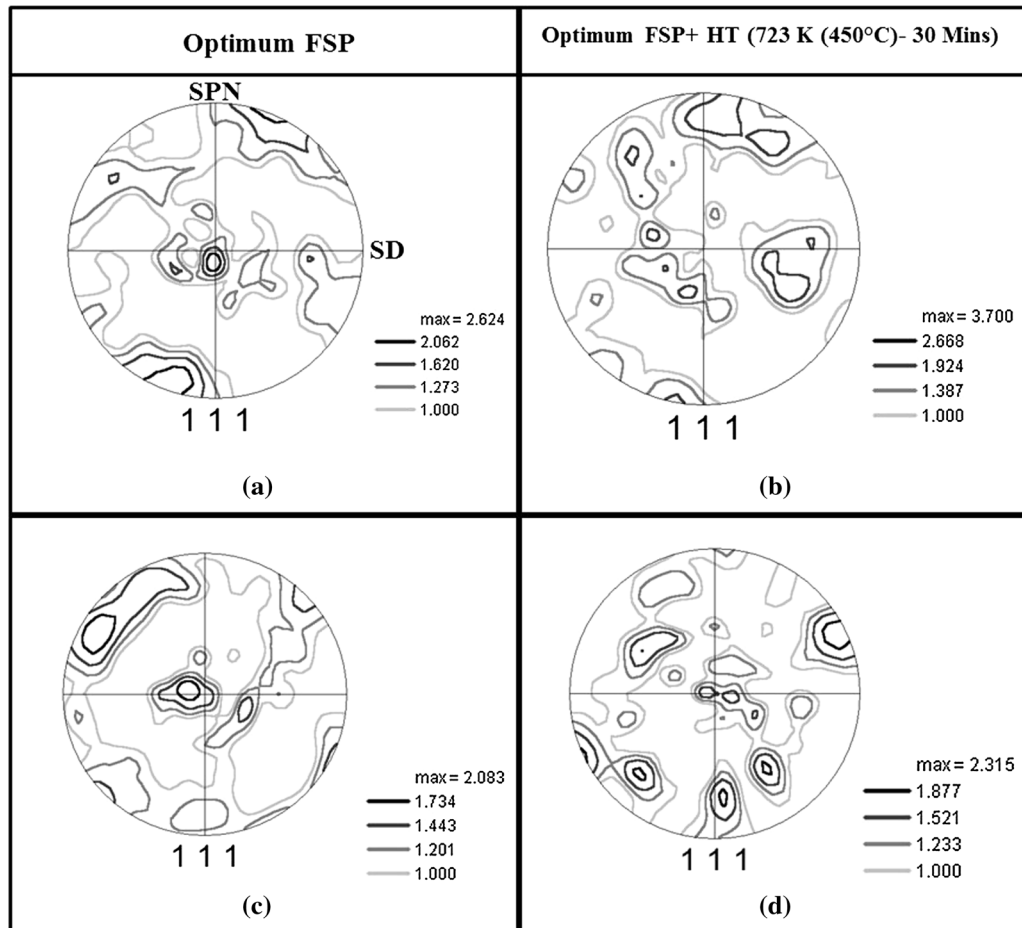 Optimum FSP
Optimum FSP+ HT (723 K (450°C)- 30 Mins)
SPN
SD
max = 2.624
2.062
1.620
1.273
1.000
1 1 1
(a)
max = 3.700
2.668
1.924
1.387
1.000
1 1 1
(b)
max = 2.083
1.734
1.443
1.201
1.000
1 1 1
(c)
max = 2.315
1.877
1.521
1.233
1.000
1 1 1
(d)